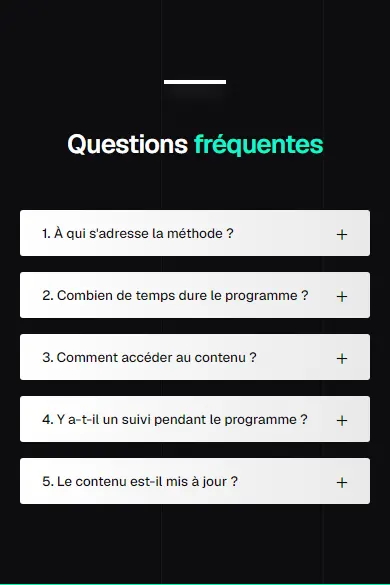 Questions fréquentes
1. À qui s'adresse la méthode ?
2. Combien de temps dure le programme ?
3. Comment accéder au contenu ?
4. Y a-t-il un suivi pendant le programme ?
5. Le contenu est-il mis à jour ?